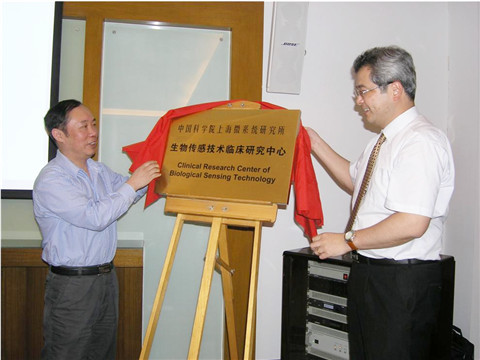 BOSE
中国科学院上海微系统研究所
生物传感技术临床研究中心
Clinical Research Center of
Biological Sensing Technology